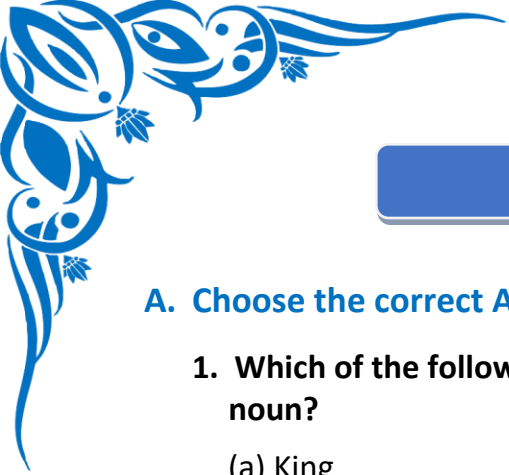 A. Choose the correct A
1. Which of the follow
noun?
(a) King